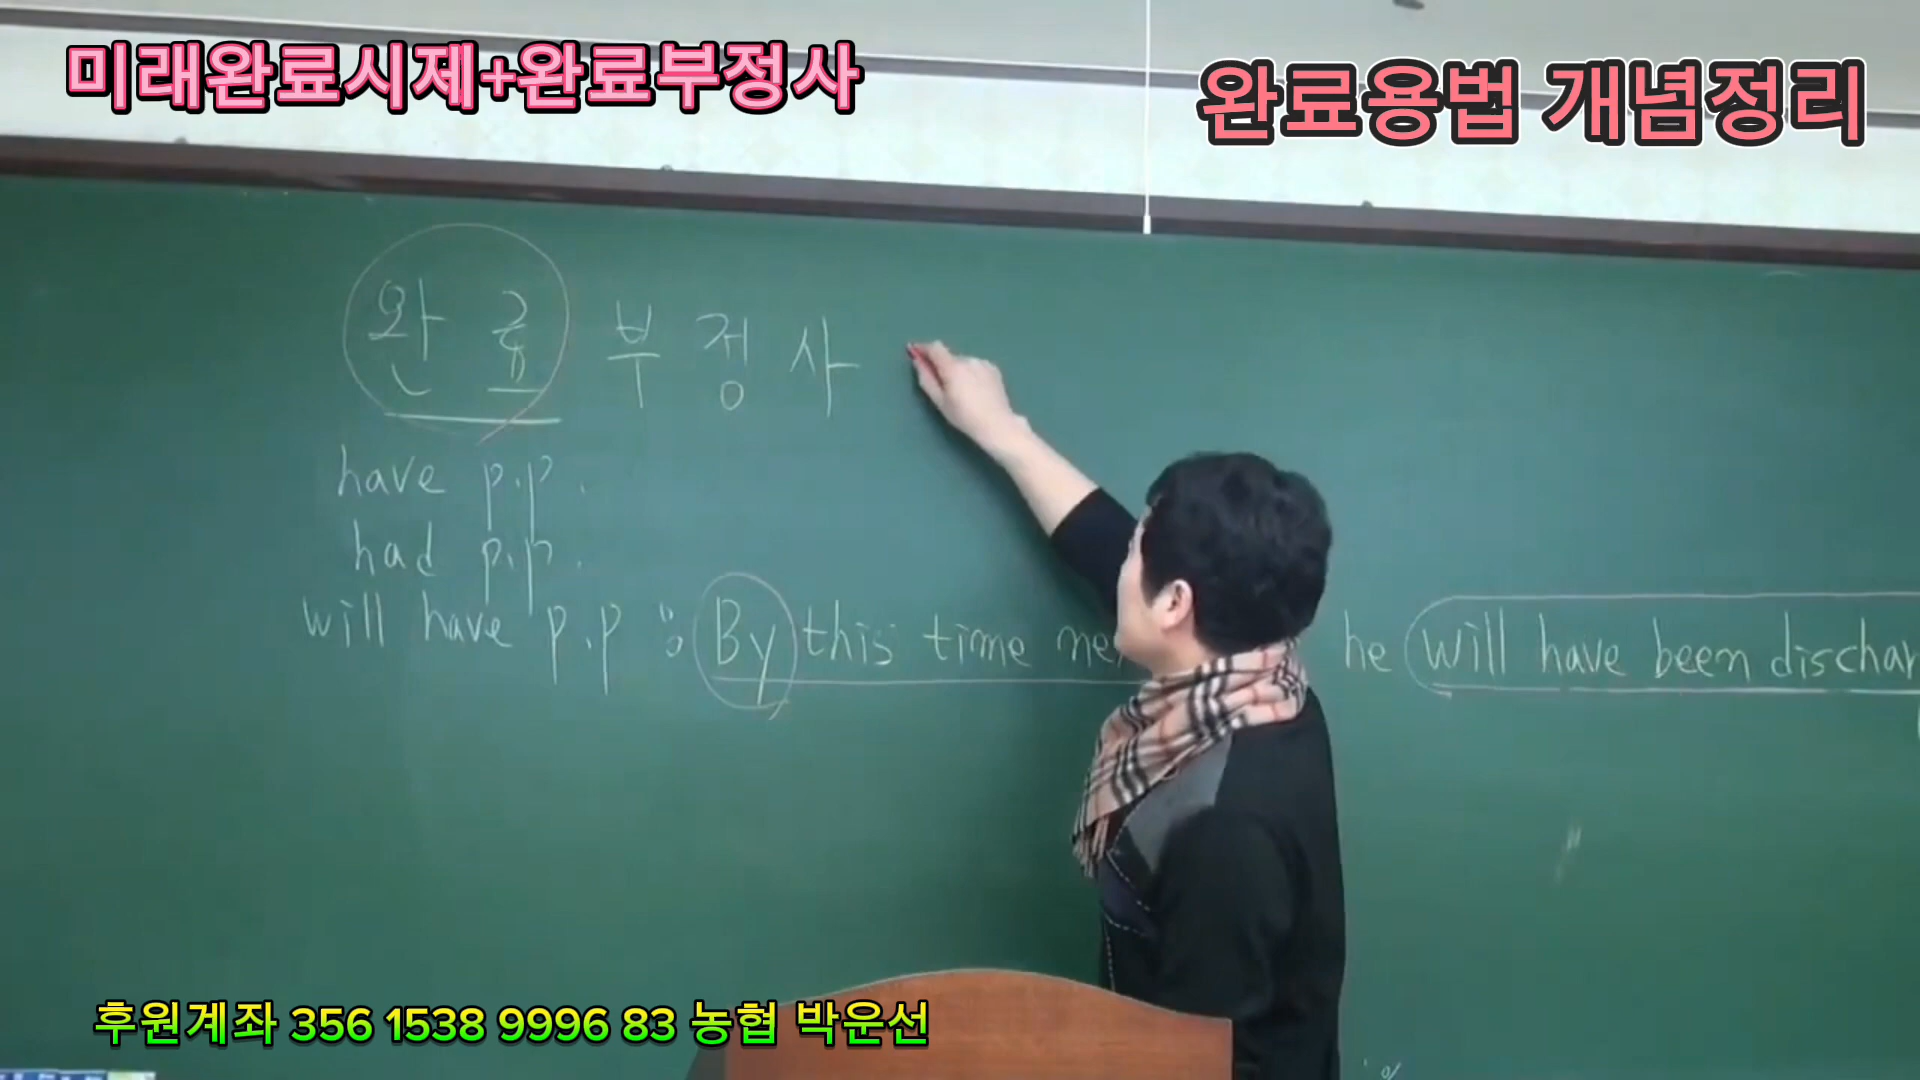 미래완료시제+완료부정사
완료용법 개념정리
완료 부정사
have p.p.
had p.p.
will have p.p : By this time he will have been
후원계좌 356 1538 9996 83 농협 박운선